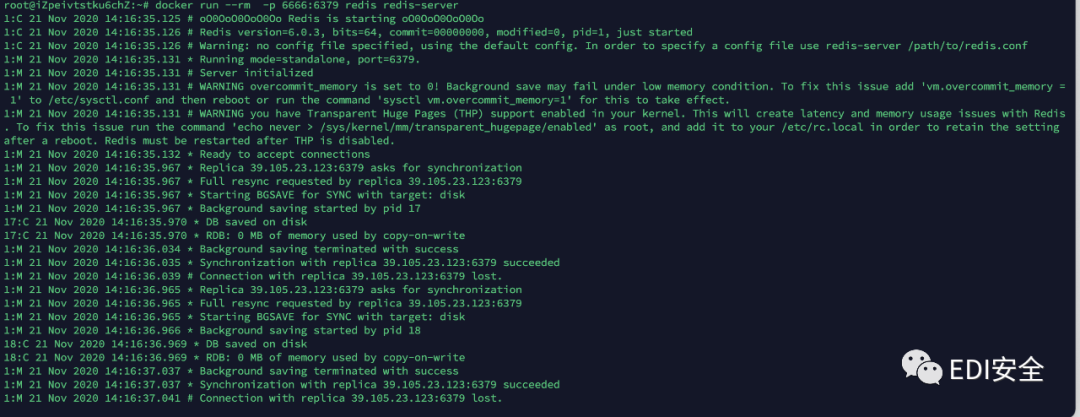 root@iZpeivtstku6chZ:~# docker run --rm  -p 6666:6379 redis redis-server
1:C 21 Nov 2020 14:16:35.125 # oO0OoO0OoO0Oo Redis is starting oO0OoO0OoO0Oo
1:C 21 Nov 2020 14:16:35.126 # Redis version=6.0.3, bits=64, commit=00000000, modified=0, pid=1, just started
1:C 21 Nov 2020 14:16:35.126 # Warning: no config file specified, using the default config. In order to specify a config file use redis-server /path/to/redis.conf
1:M 21 Nov 2020 14:16:35.131 * Running mode=standalone, port=6379.
1:M 21 Nov 2020 14:16:35.131 # Server initialized
1:M 21 Nov 2020 14:16:35.131 # WARNING overcommit_memory is set to 0! Background save may fail under low memory condition. To fix this issue add 'vm.overcommit_memory =
 1' to /etc/sysctl.conf and then reboot or run the command 'sysctl vm.overcommit_memory=1' for this to take effect.
1:M 21 Nov 2020 14:16:35.131 # WARNING you have Transparent Huge Pages (THP) support enabled in your kernel. This will create latency and memory usage issues with Redis
. To fix this issue run the command 'echo never > /sys/kernel/mm/transparent_hugepage/enabled' as root, and add it to your /etc/rc.local in order to retain the setting
after a reboot. Redis must be restarted after THP is disabled.
1:M 21 Nov 2020 14:16:35.132 * Ready to accept connections
1:M 21 Nov 2020 14:16:35.967 * Replica 39.105.23.123:6379 asks for synchronization
1:M 21 Nov 2020 14:16:35.967 * Full resync requested by replica 39.105.23.123:6379
1:M 21 Nov 2020 14:16:35.967 * Starting BGSAVE for SYNC with target: disk
1:M 21 Nov 2020 14:16:35.967 * Background saving started by pid 17
17:C 21 Nov 2020 14:16:35.970 * DB saved on disk
17:C 21 Nov 2020 14:16:35.970 * RDB: 0 MB of memory used by copy-on-write
1:M 21 Nov 2020 14:16:36.034 * Background saving terminated with success
1:M 21 Nov 2020 14:16:36.035 * Synchronization with replica 39.105.23.123:6379 succeeded
1:M 21 Nov 2020 14:16:36.039 # Connection with replica 39.105.23.123:6379 lost.
1:M 21 Nov 2020 14:16:36.965 * Replica 39.105.23.123:6379 asks for synchronization
1:M 21 Nov 2020 14:16:36.965 * Full resync requested by replica 39.105.23.123:6379
1:M 21 Nov 2020 14:16:36.965 * Starting BGSAVE for SYNC with target: disk
1:M 21 Nov 2020 14:16:36.966 * Background saving started by pid 18
18:C 21 Nov 2020 14:16:36.969 * DB saved on disk
18:C 21 Nov 2020 14:16:36.969 * RDB: 0 MB of memory used by copy-on-write
1:M 21 Nov 2020 14:16:37.037 * Background saving terminated with success
1:M 21 Nov 2020 14:16:37.037 * Synchronization with replica 39.105.23.123:6379 succeeded
1:M 21 Nov 2020 14:16:37.041 # Connection with replica 39.105.23.123:6379 lost.
EDI安全